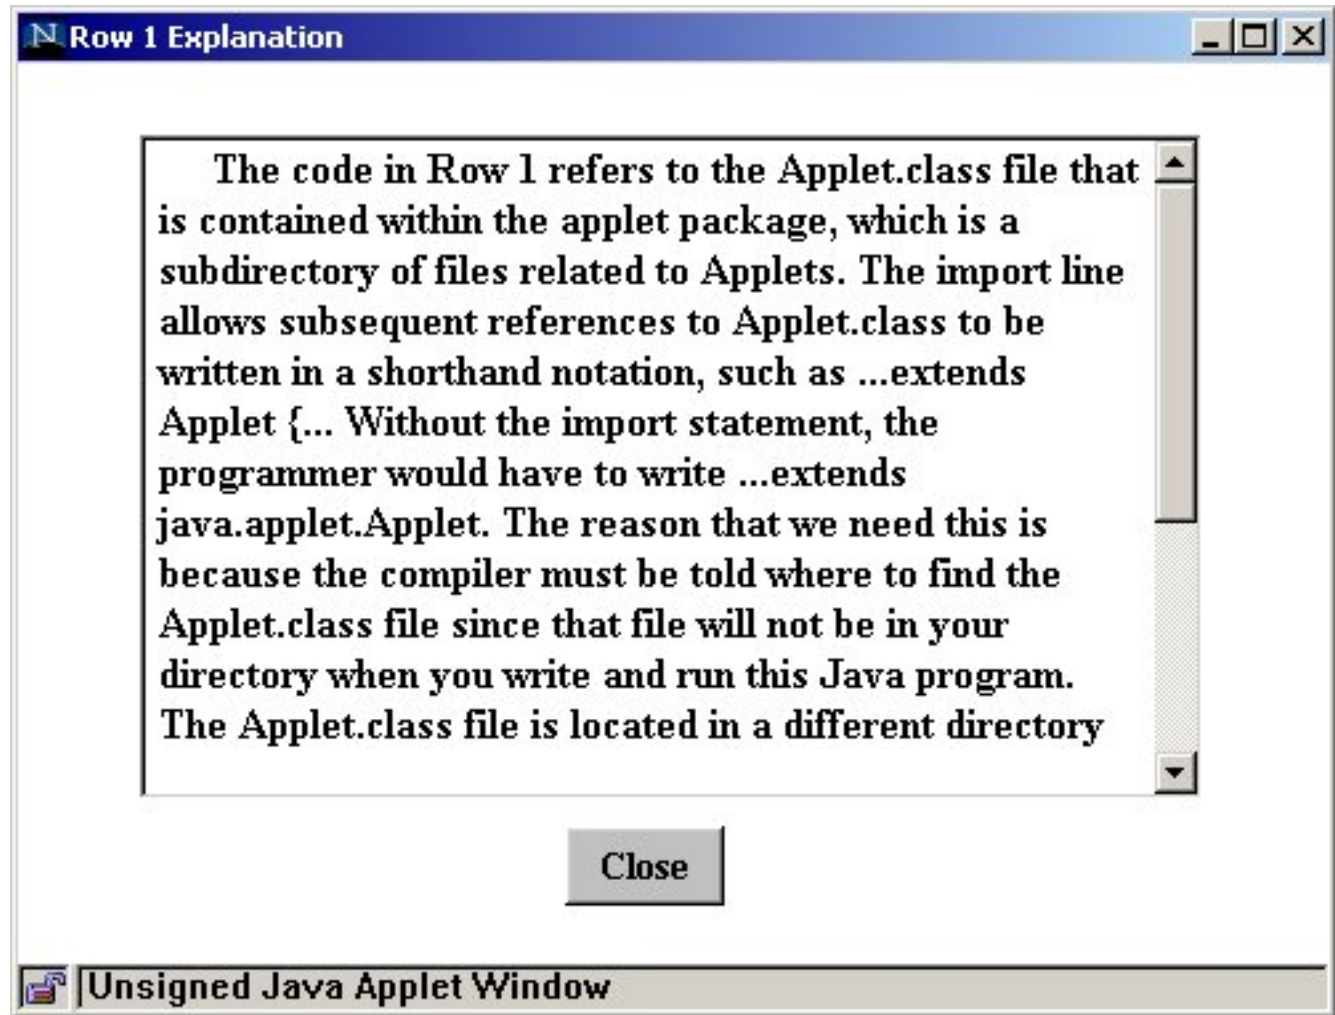 N Row 1 Explanation
The code in Row 1 refers to the Applet.class file that
is contained within the applet package, which is a
subdirectory of files related to Applets. The import line
allows subsequent references to Applet.class to be
written in a shorthand notation, such as ...extends
Applet {... Without the import statement, the
programmer would have to write ...extends
java.applet.Applet. The reason that we need this is
because the compiler must be told where to find the
Applet.class file since that file will not be in your
directory when you write and run this Java program.
The Applet.class file is located in a different directory
Close
Unsigned Java Applet Window